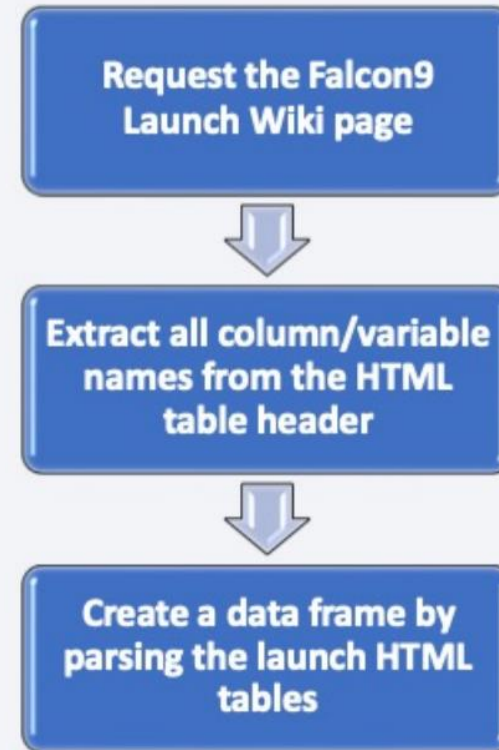 Request the Falcon9
Launch Wiki page
Extract all column/variable
names from the HTML
table header
Create a data frame by
parsing the launch HTML
tables